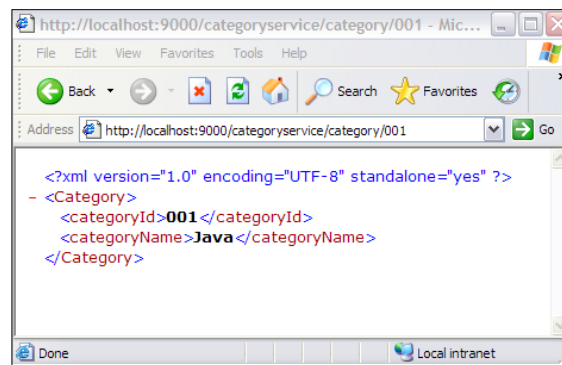 http://localhost:9000/categoryservice/category/001 - Mic...
File Edit View Favorites Tools Help
Back Search Favorites
Address http://localhost:9000/categoryservice/category/001 Go
<?xml version="1.0" encoding="UTF-8" standalone="yes" ?>
- <Category>
<categoryId>001</categoryId>
<categoryName>Java</categoryName>
</Category>
Done Local intranet